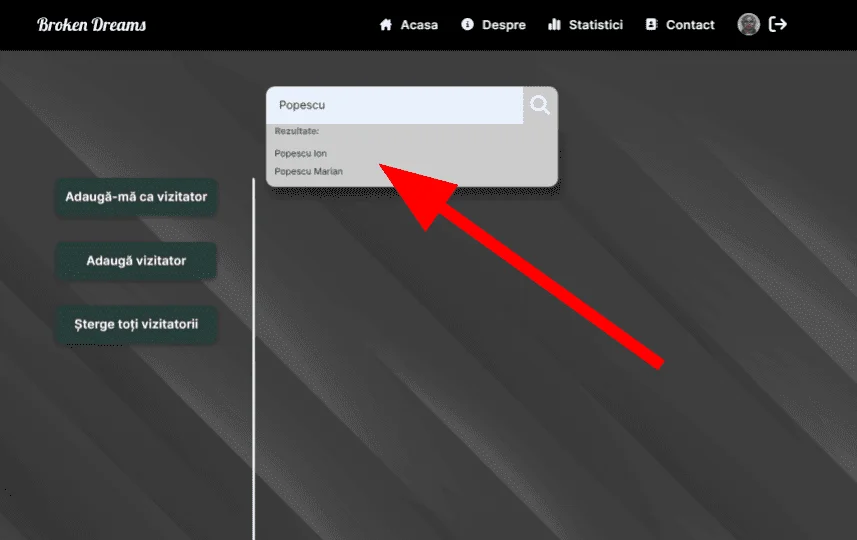 Broken Dreams
Acasa Despre Statistici Contact
Popescu
Rezultate:
Popescu Ion
Popescu Marian
Adaugă-mă ca vizitator
Adaugă vizitator
Șterge toți vizitatorii